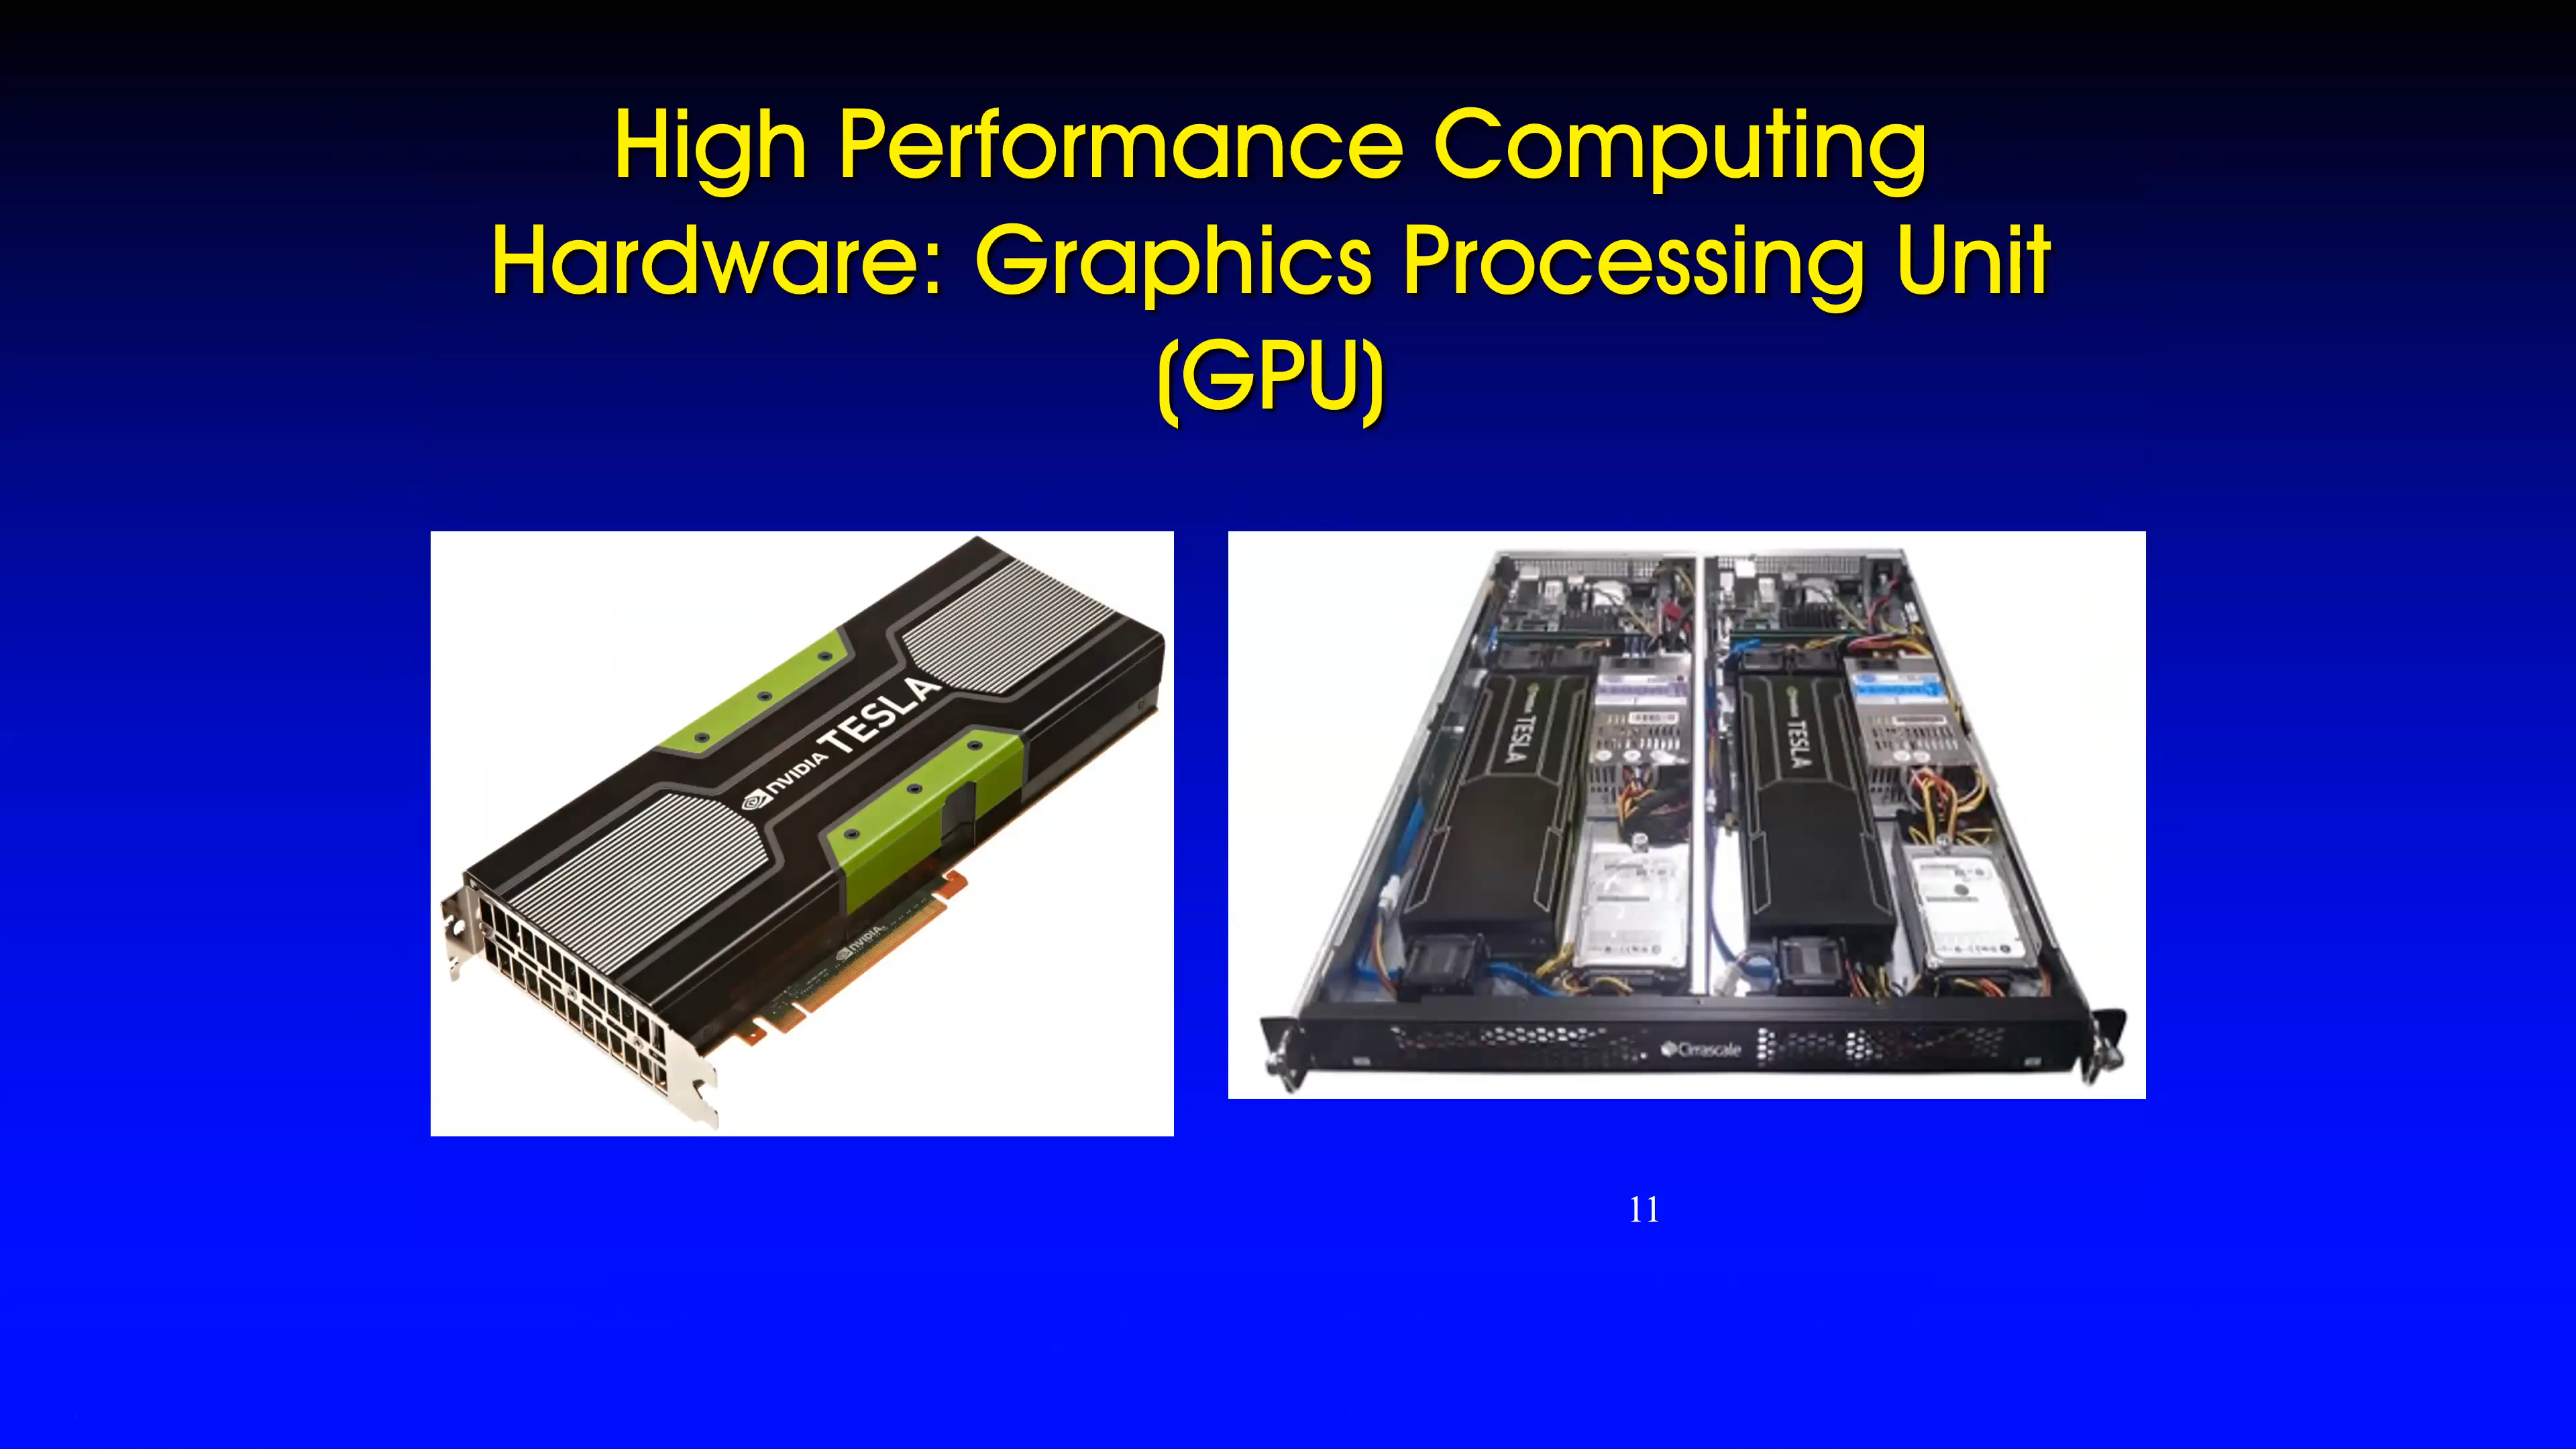 High Performance Computing
Hardware: Graphics Processing Unit
(GPU)
NVIDIA TESLA
NVIDIA
TESLA
TESLA
Cirrascale
11